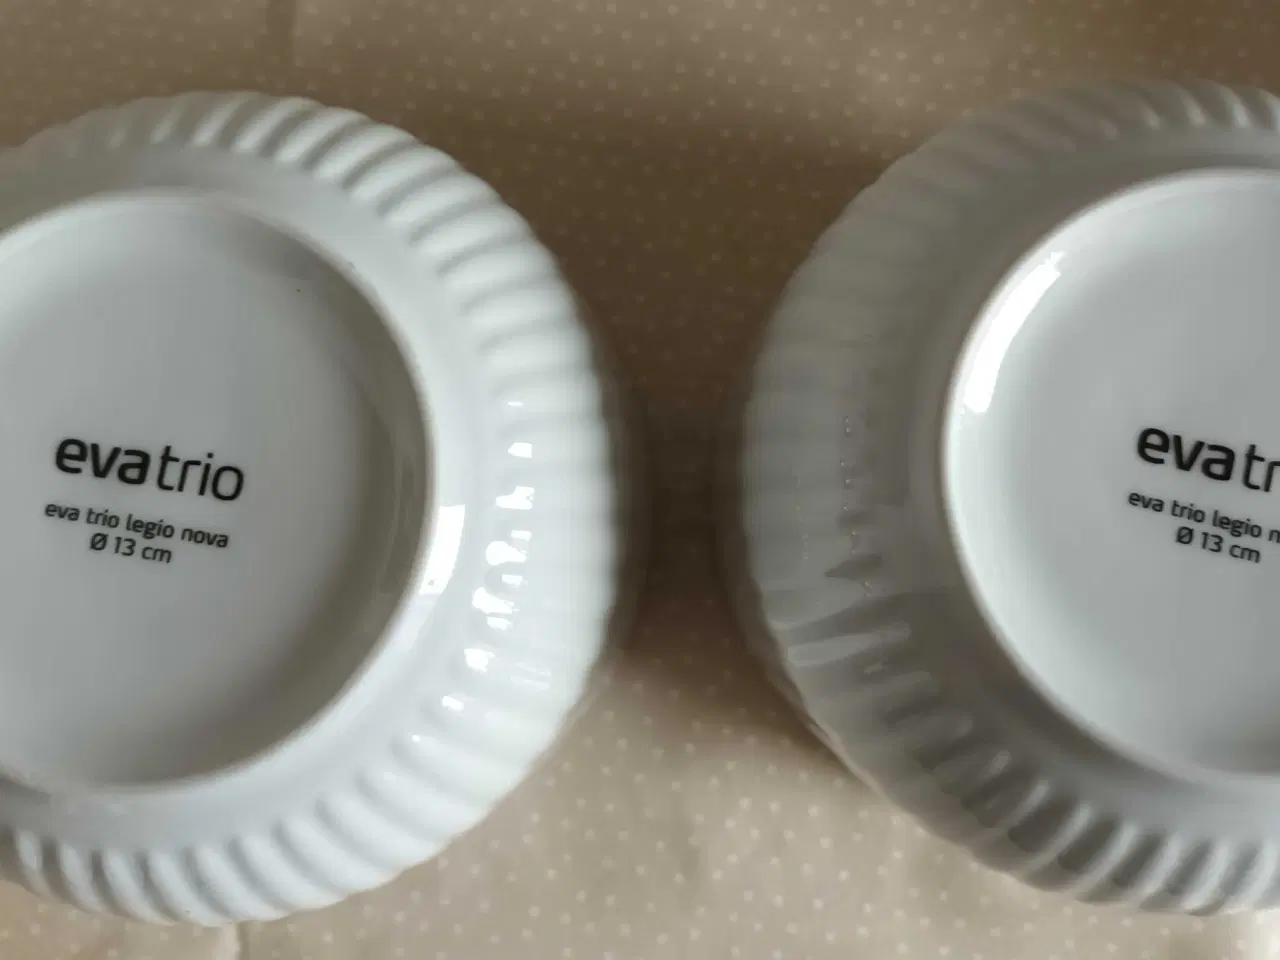 evatrio
eva trio legio nova
Ø 13 cm
evatr
eva trio legio n
Ø 13 cm